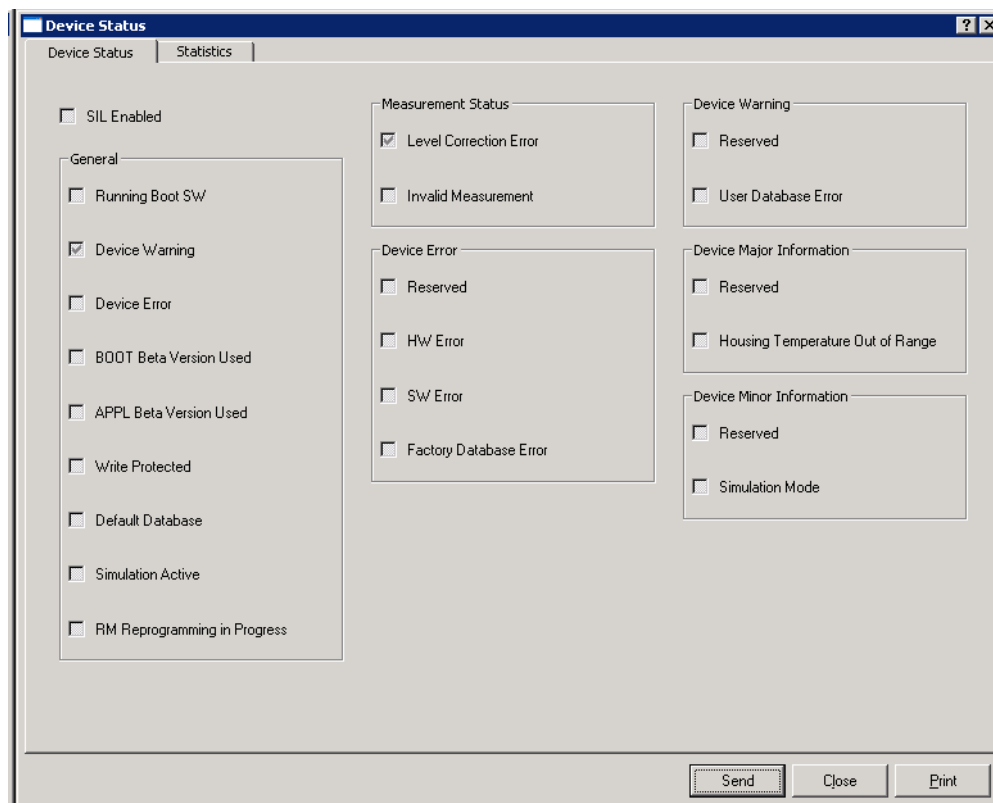 Device Status
Device Status
Statistics
SIL Enabled
General
Running Boot SW
Device Warning
Device Error
BOOT Beta Version Used
APPL Beta Version Used
Write Protected
Default Database
Simulation Active
RM Reprogramming in Progress
Measurement Status
Level Correction Error
Invalid Measurement
Device Error
Reserved
HW Error
SW Error
Factory Database Error
Device Warning
Reserved
User Database Error
Device Major Information
Reserved
Housing Temperature Out of Range
Device Minor Information
Reserved
Simulation Mode
Send
Close
Print